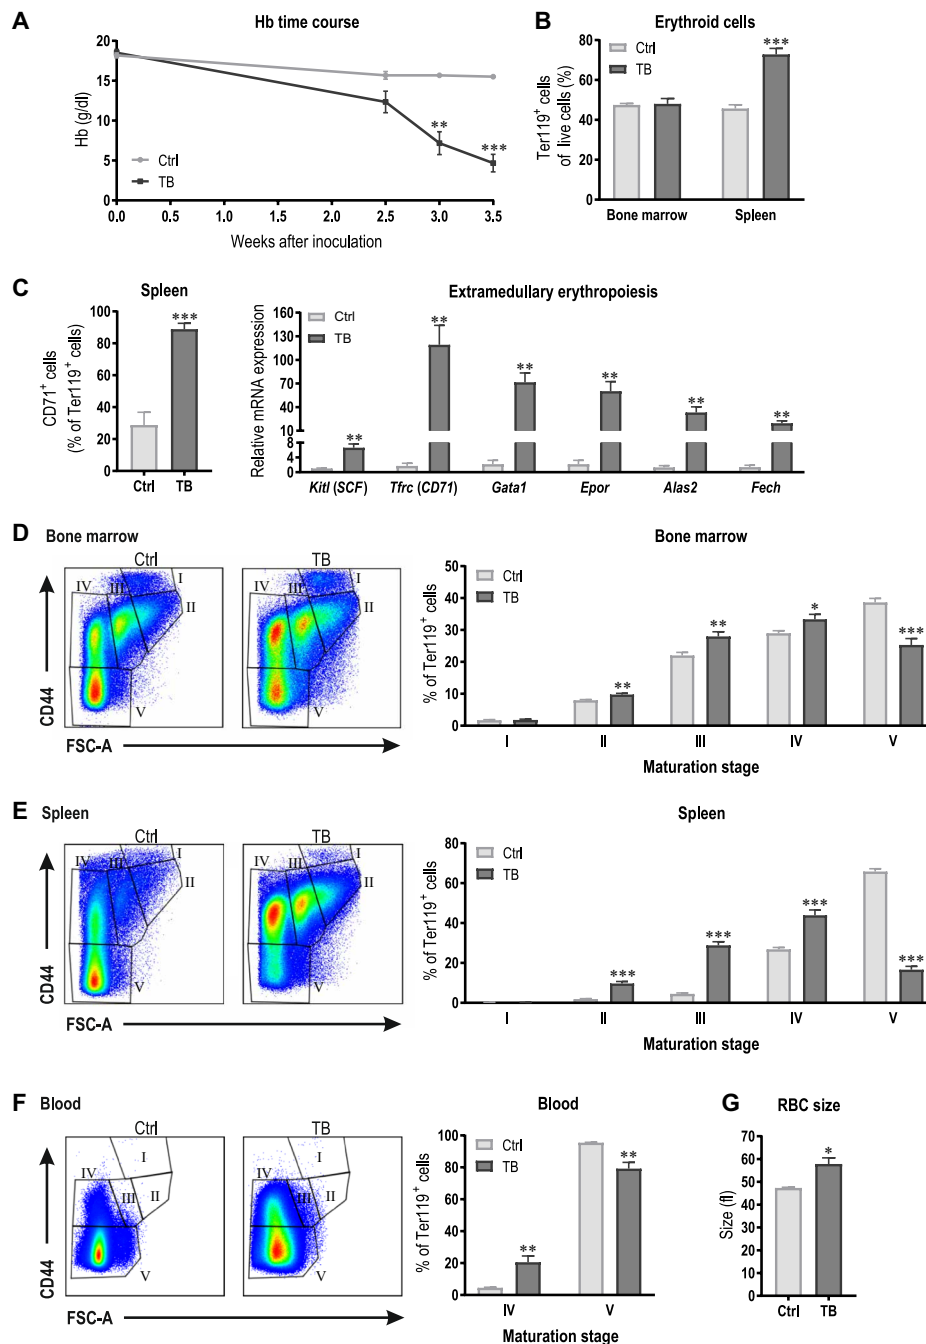 A
Hb time course
Hb (g/dl)
20
15
10
5
0
Ctrl
TB
**
***
0.0 0.5 1.0 1.5 2.0 2.5 3.0 3.5
Weeks after inoculation
B
Erythroid cells
Ter119+ cells
of live cells (%)
80
60
40
20
0
Ctrl
TB
***
Bone marrow Spleen
C
Spleen
CD71+ cells
(% of Ter119+ cells)
100
80
60
40
20
0
***
Ctrl TB
Extramedullary erythropoiesis
Relative mRNA expression
160
130
100
70
40
10
8
4
0
Ctrl
TB
** ** ** ** ** **
Kitl (SCF) Tfrc (CD71) Gata1 Epor Alas2 Fech
D Bone marrow
Ctrl
IV III I
II
V
TB
IV III I
II
V
CD44
FSC-A
Bone marrow
% of Ter119+ cells
50
40
30
20
10
0
Ctrl
TB
** ** * ***
I II III IV V
Maturation stage
E Spleen
Ctrl
IV III I
II
V
TB
IV III I
II
V
CD44
FSC-A
Spleen
% of Ter119+ cells
80
60
40
20
0
Ctrl
TB
*** *** *** ***
I II III IV V
Maturation stage
F Blood
Ctrl
I
IV III II
V
TB
I
IV III II
V
CD44
FSC-A
Blood
% of Ter119+ cells
100
80
60
40
20
0
Ctrl
TB
** **
IV V
Maturation stage
G
RBC size
Size (fl)
70
60
50
40
30
20
10
0
*
Ctrl TB